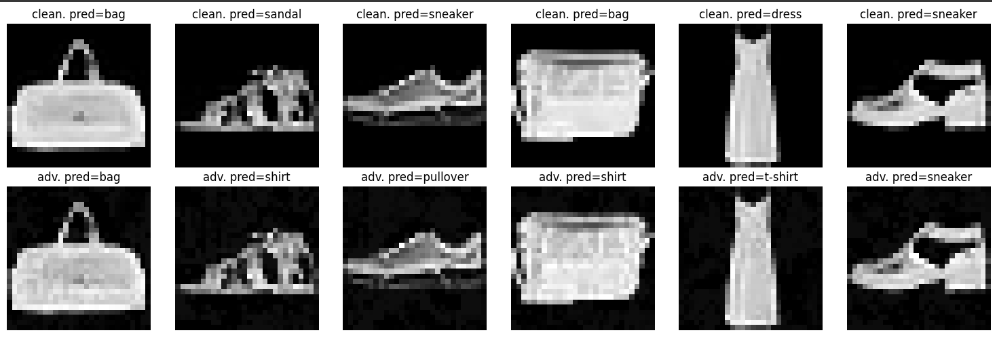 clean. pred=bag clean. pred=sandal clean. pred=sneaker clean. pred=bag clean. pred=dress clean. pred=sneaker
adv. pred=bag adv. pred=shirt adv. pred=pullover adv. pred=shirt adv. pred=t-shirt adv. pred=sneaker